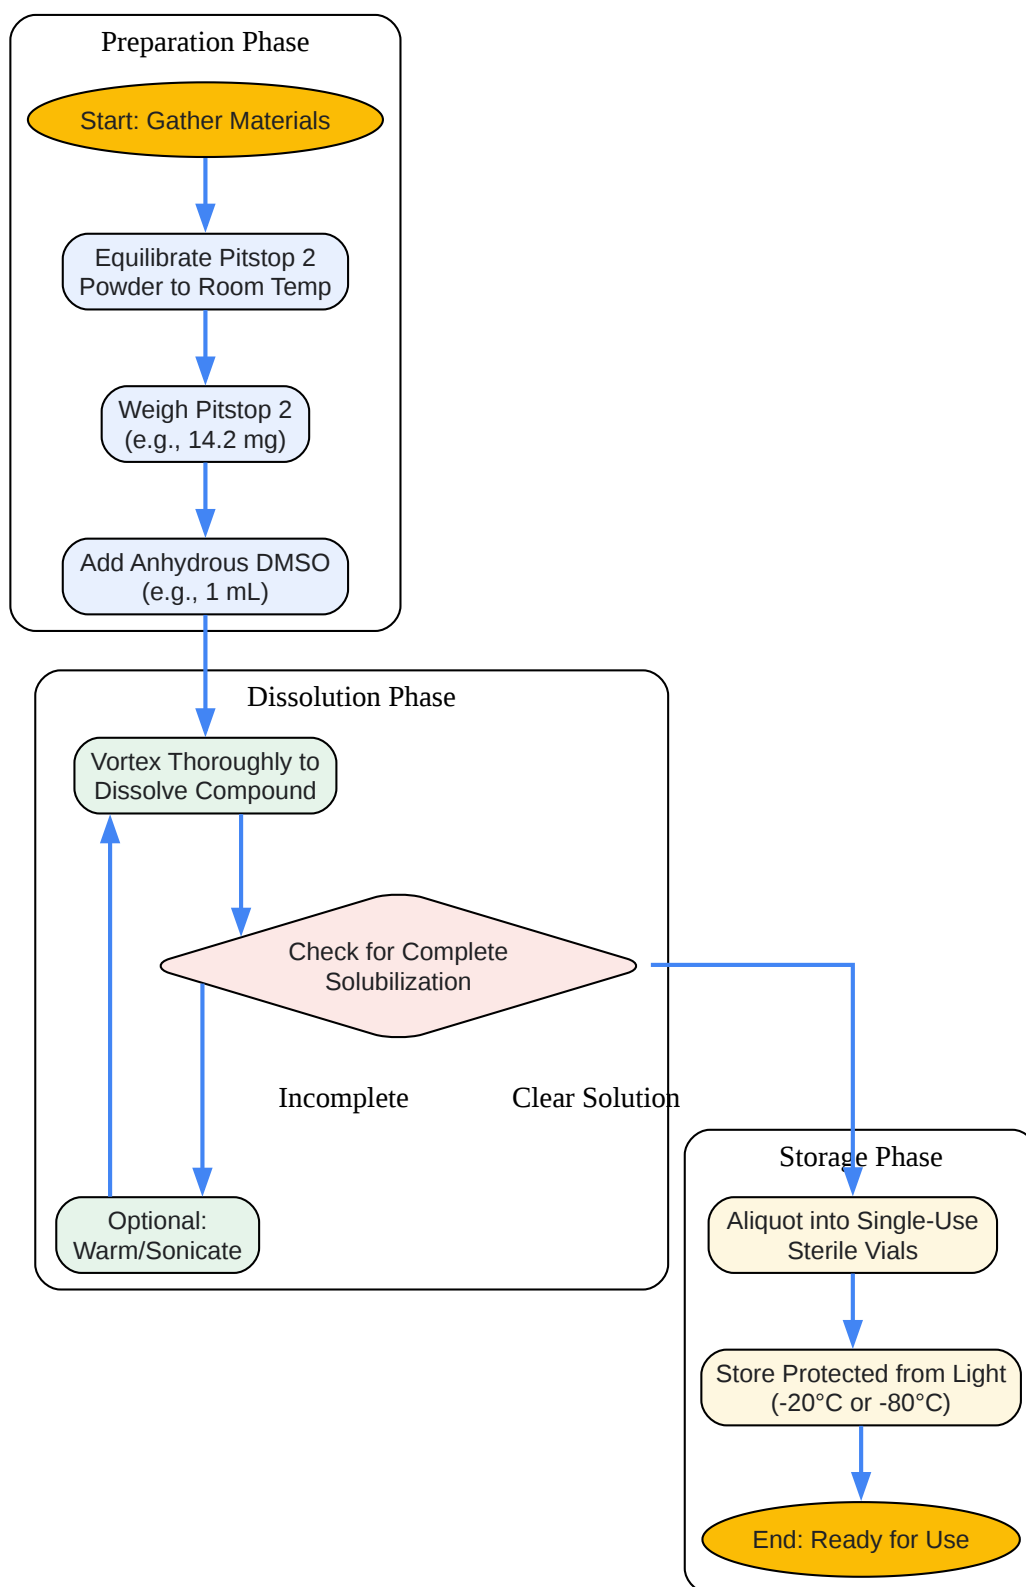 Preparation Phase
Start: Gather Materials
Equilibrate Pitstop 2
Powder to Room Temp
Weigh Pitstop 2
(e.g., 14.2 mg)
Add Anhydrous DMSO
(e.g., 1 mL)
Dissolution Phase
Vortex Thoroughly to
Dissolve Compound
Check for Complete
Solubilization
Incomplete
Clear Solution
Optional:
Warm/Sonicate
Storage Phase
Aliquot into Single-Use
Sterile Vials
Store Protected from Light
(-20°C or -80°C)
End: Ready for Use